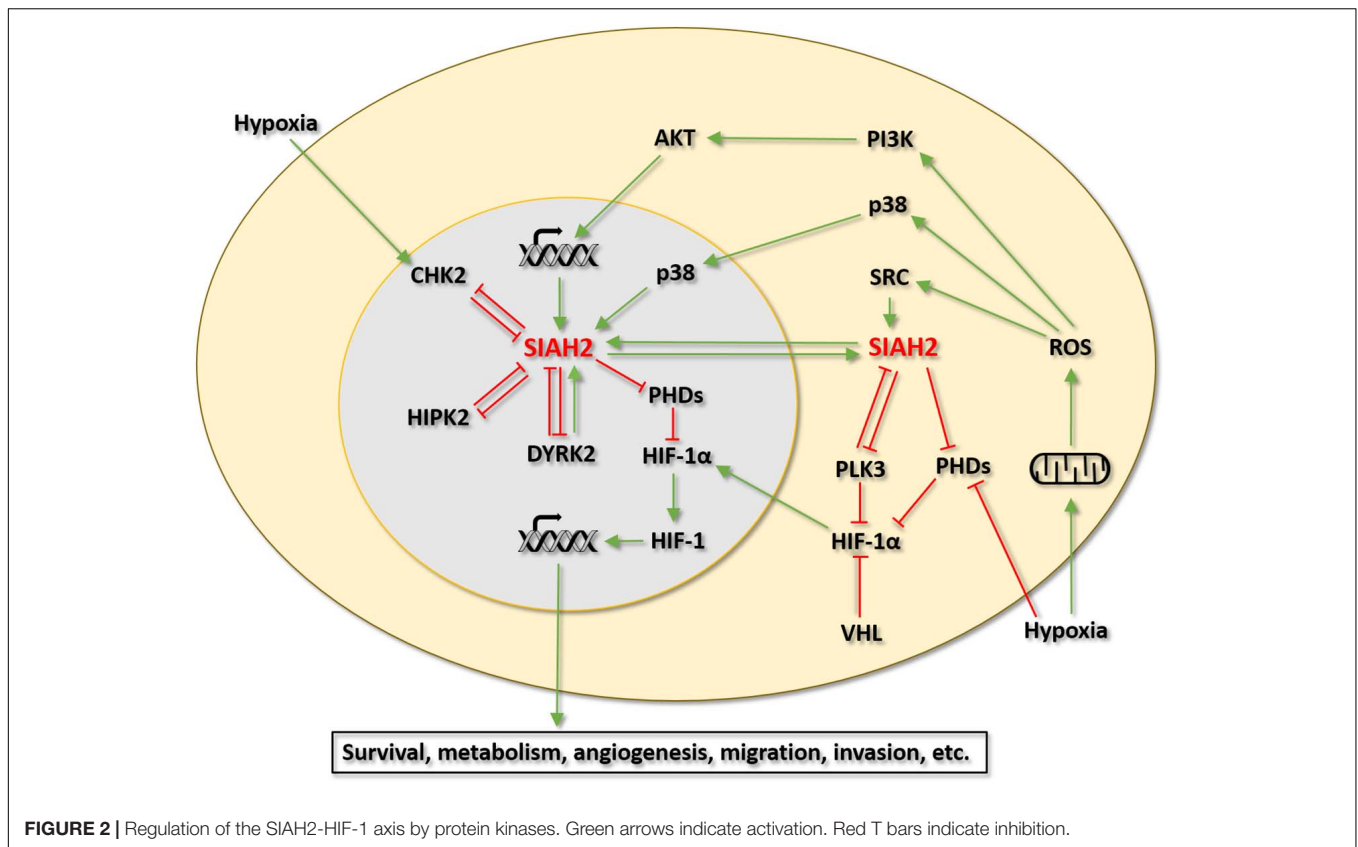 Hypoxia
AKT
PI3K
p38
CHK2
p38
SRC
SIAH2
SIAH2
ROS
HIPK2
PHDs
DYRK2
HIF-1α
PLK3
PHDs
HIF-1
HIF-1α
VHL
Hypoxia
Survival, metabolism, angiogenesis, migration, invasion, etc.
FIGURE 2 | Regulation of the SIAH2-HIF-1 axis by protein kinases. Green arrows indicate activation. Red T bars indicate inhibition.